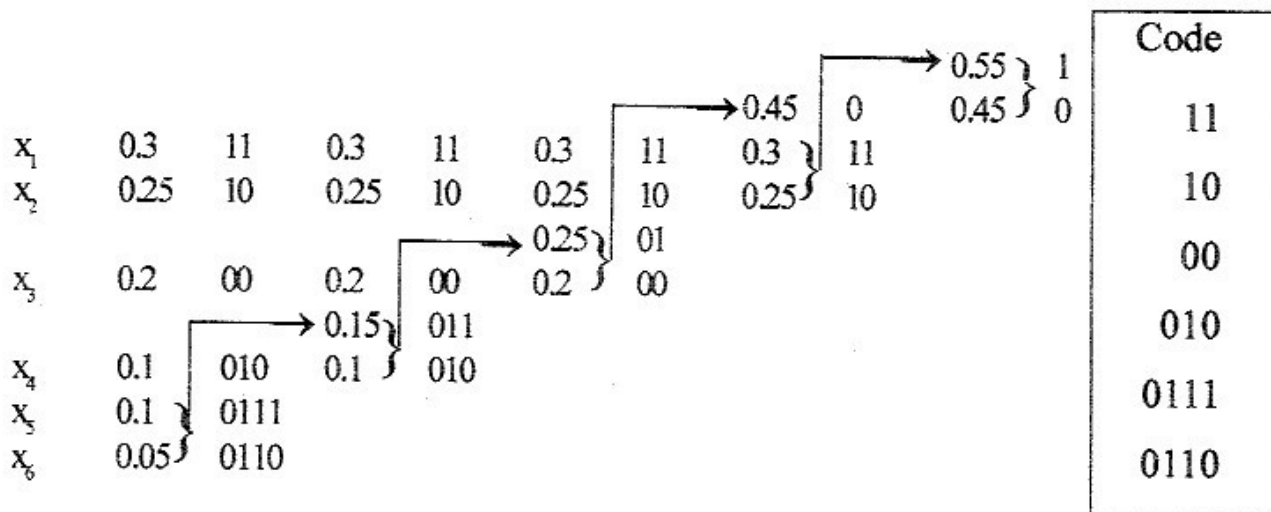 Code
0.55 } 1
0.45 0 0.45 } 0 11
x₁ 0.3 11 0.3 11 0.3 11 0.3 } 11
x₂ 0.25 10 0.25 10 0.25 10 0.25 } 10 10
0.25 } 01
x₃ 0.2 00 0.2 00 0.2 } 00 00
0.15 } 011 010
x₄ 0.1 010 0.1 } 010
x₅ 0.1 } 0111 0111
x₆ 0.05 } 0110 0110